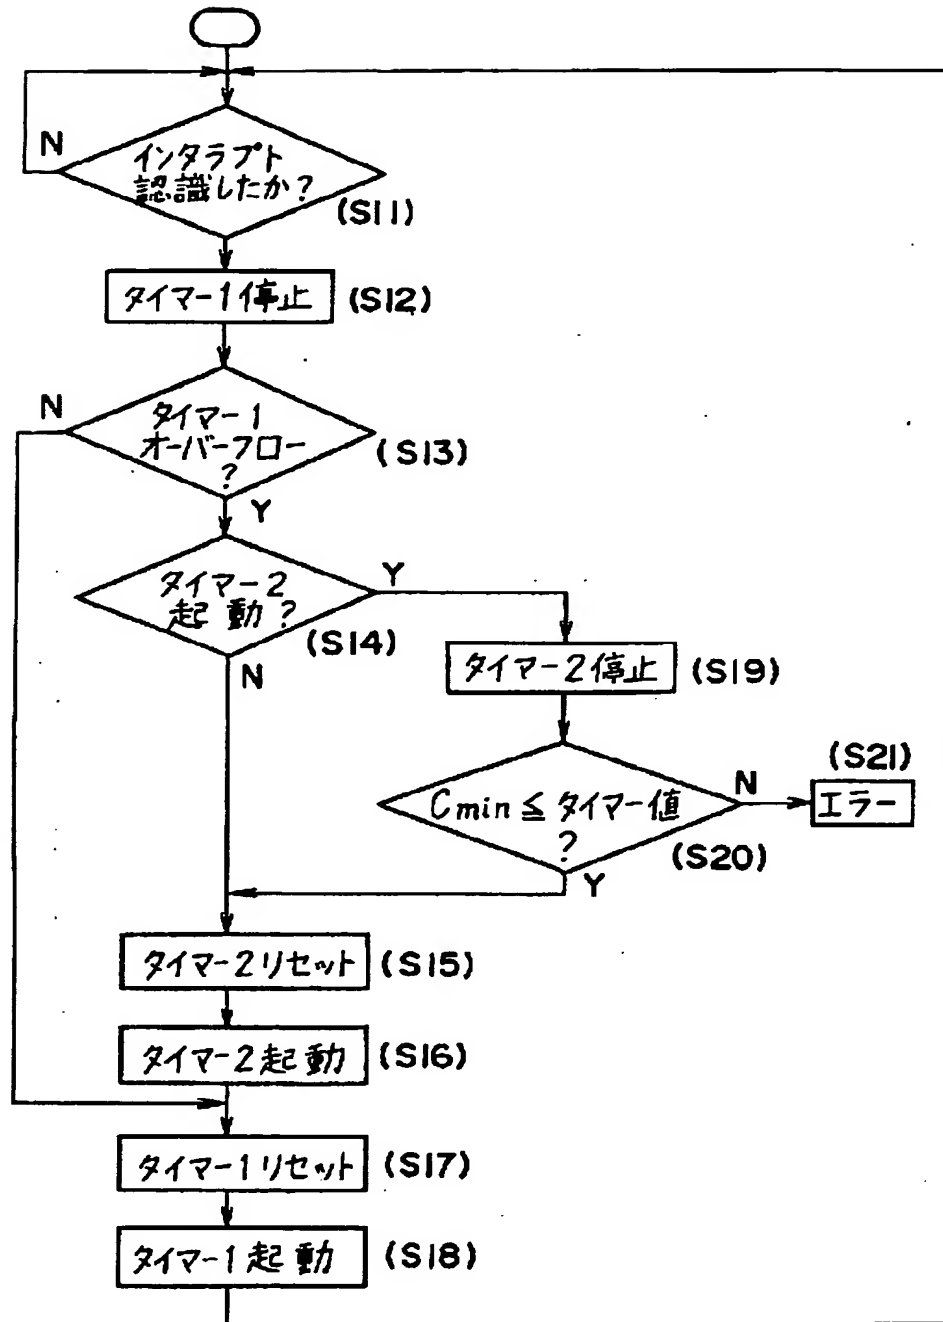 N
インタラプト
認識したか?
(S11)
タイマー1停止
(S12)
N
タイマー1
オーバーフロー
?
(S13)
Y
タイマー2
起動?
Y
(S14)
N
タイマー2停止
(S19)
Cmin≦タイマー値
?
N
(S21)
エラー
(S20)
Y
タイマー2リセット
(S15)
タイマー2起動
(S16)
タイマー1リセット
(S17)
タイマー1起動
(S18)